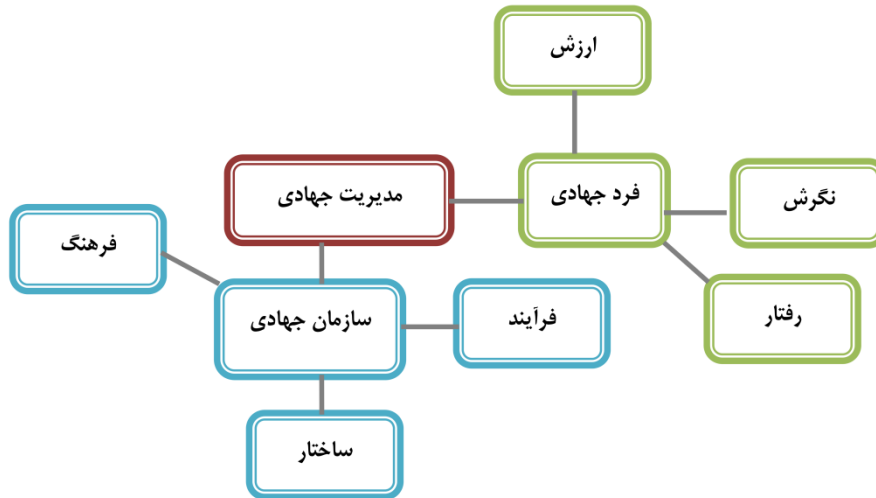 ارزش
مدیریت جهادی
فرد جهادی
نگرش
فرهنگ
سازمان جهادی
فرآیند
رفتار
ساختار